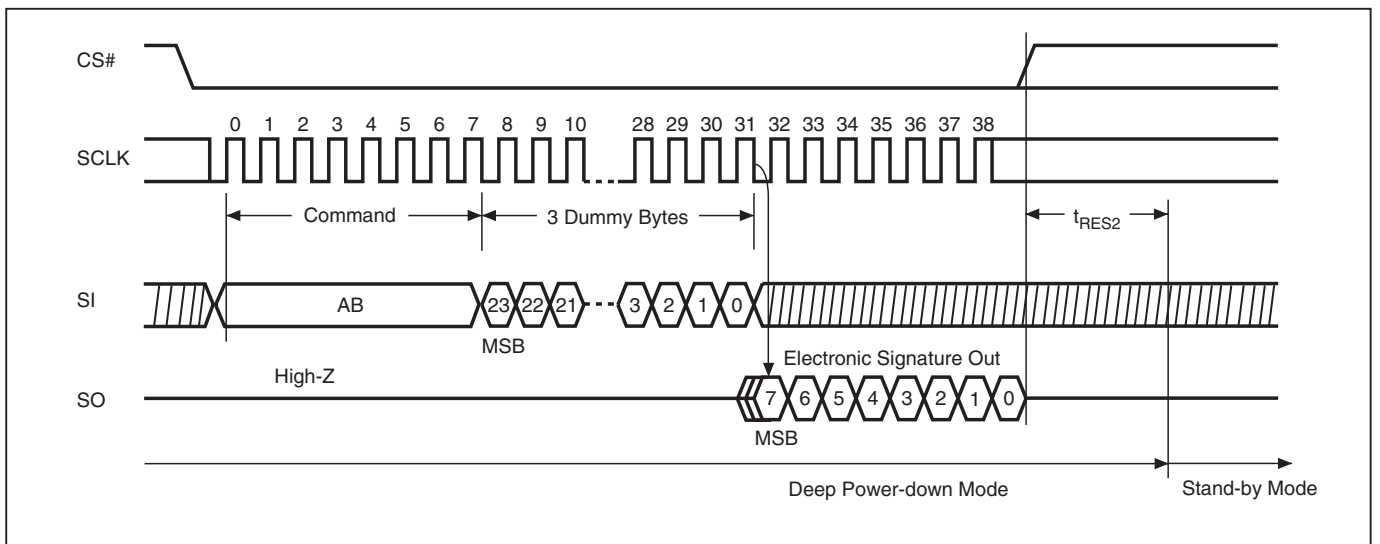 CS#
0 1 2 3 4 5 6 7 8 9 10 28 29 30 31 32 33 34 35 36 37 38
SCLK
Command 3 Dummy Bytes tRES2
SI AB 23 22 21 3 2 1 0
MSB
Electronic Signature Out
High-Z
SO 7 6 5 4 3 2 1 0
MSB
Deep Power-down Mode Stand-by Mode